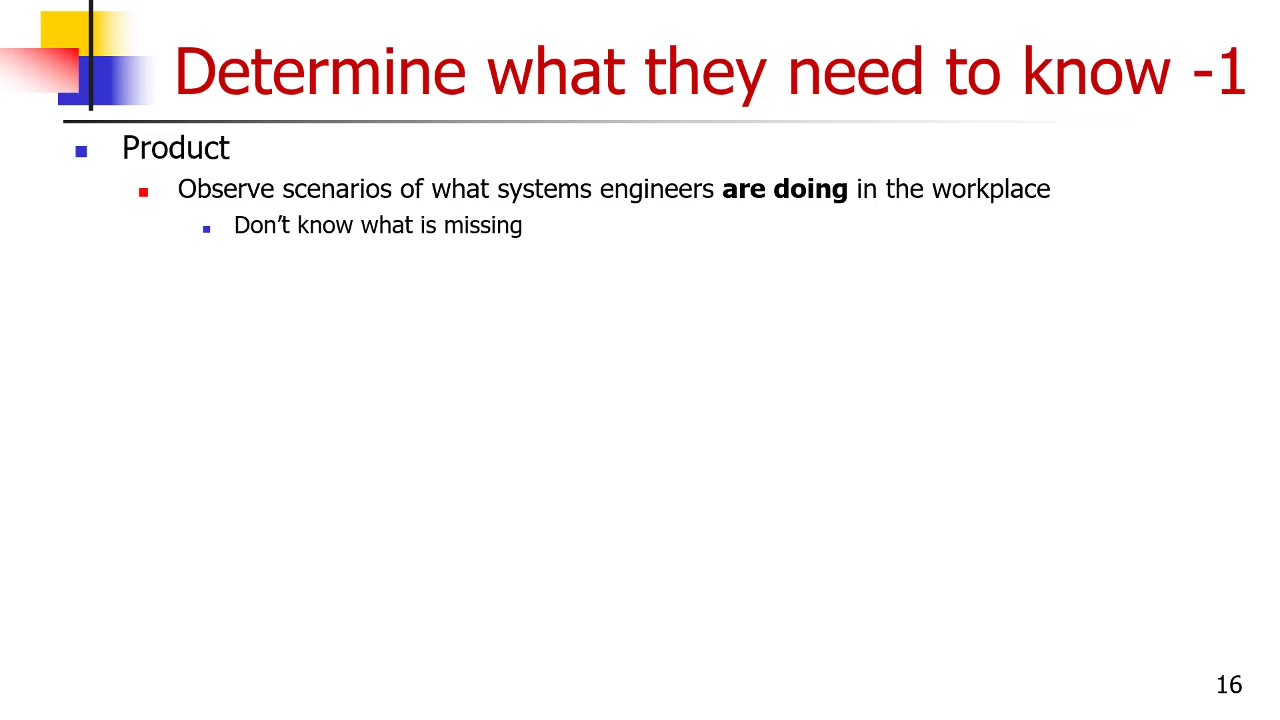 Determine what they need to know -1
Product
Observe scenarios of what systems engineers are doing in the workplace
Don’t know what is missing
16